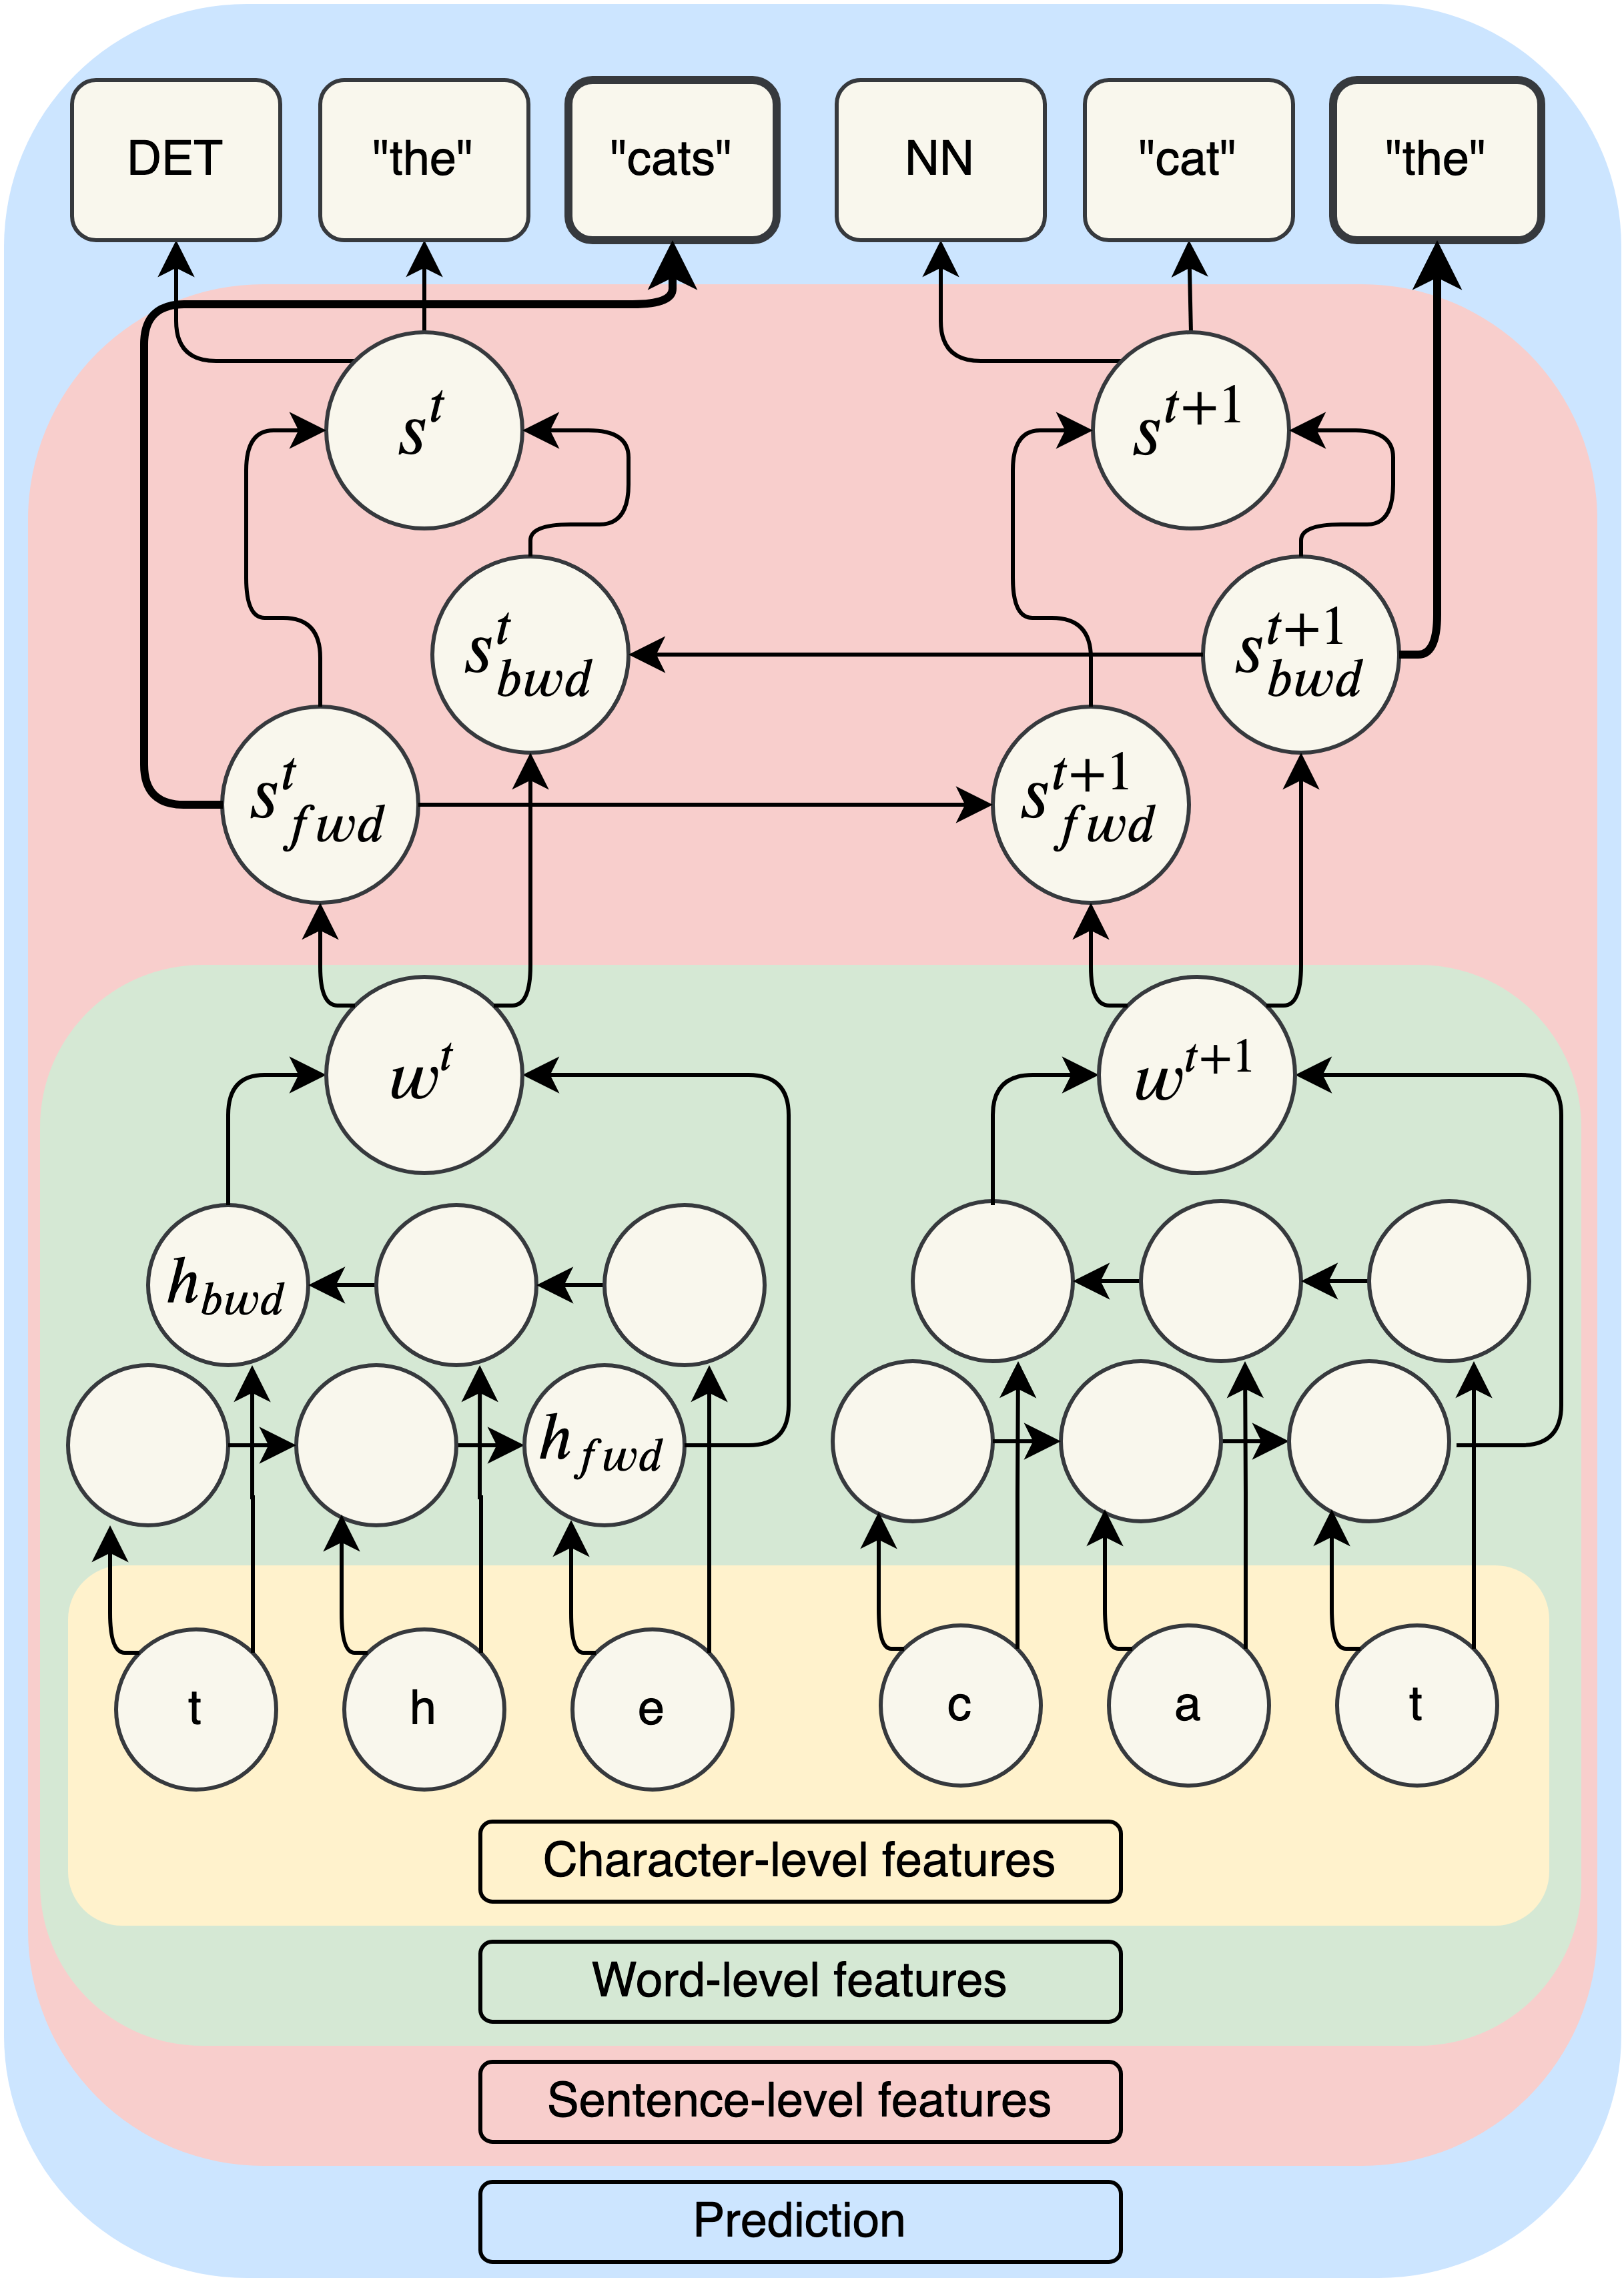 DET "the" "cats" NN "cat" "the"
s^t s^{t+1}
s^t_{bwd} s^{t+1}_{bwd}
s^t_{fwd} s^{t+1}_{fwd}
w^t w^{t+1}
h_{bwd}
h_{fwd}
t h e c a t
Character-level features
Word-level features
Sentence-level features
Prediction